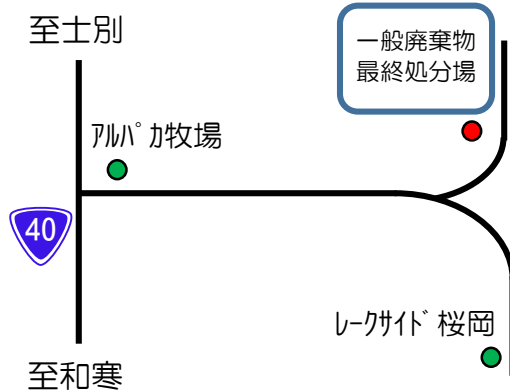 至士別
一般廃棄物
最終処分場
ｱﾙﾊﾟｶ牧場
40
ﾚｰｸｻｲﾄﾞ桜岡
至和寒